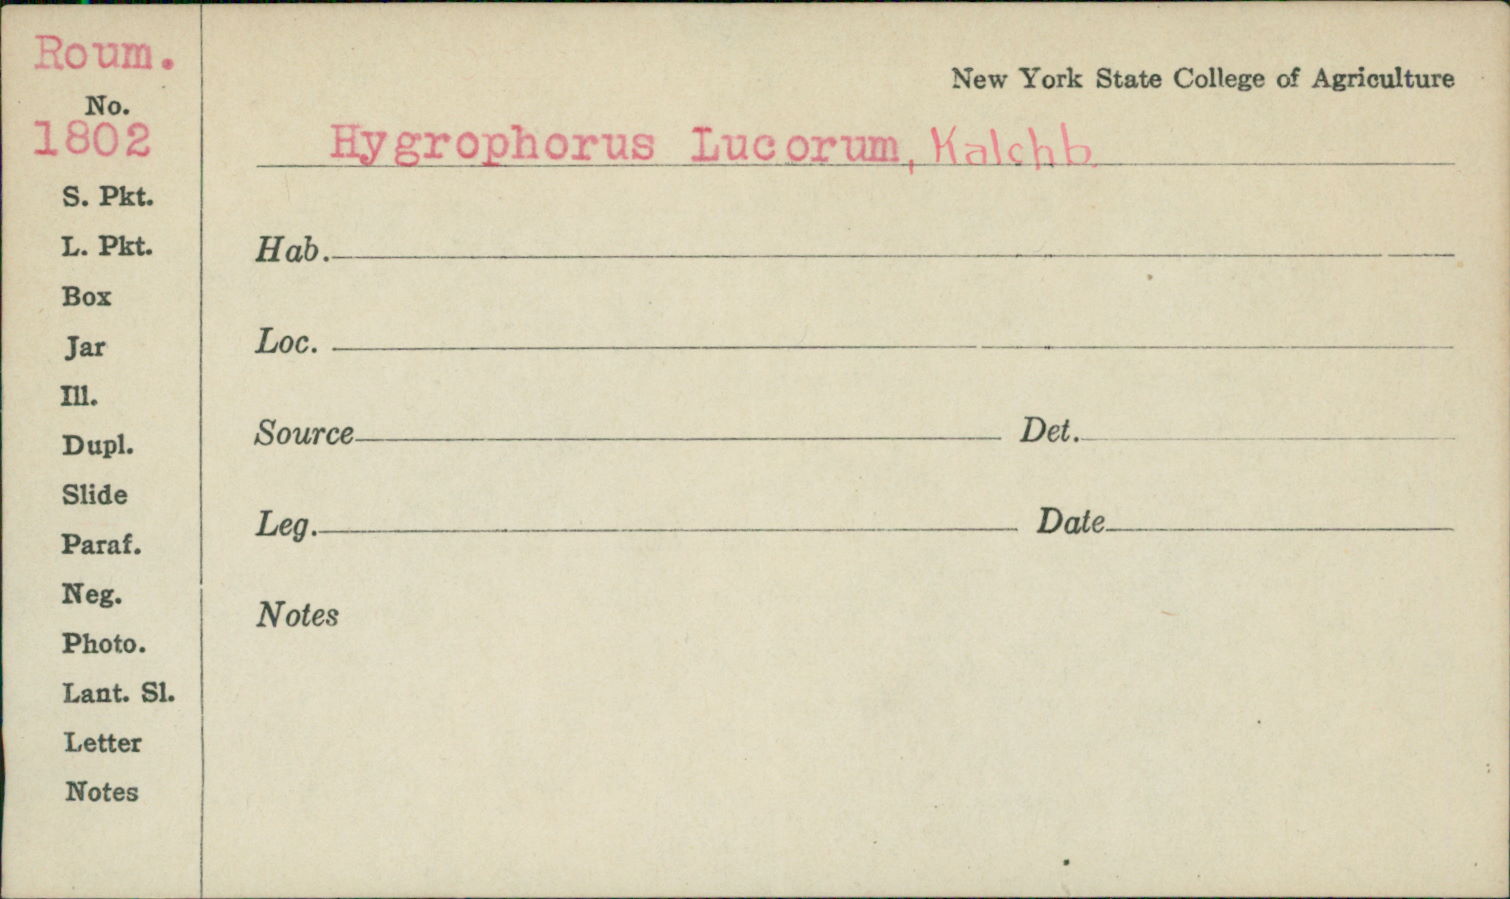 Roum.
No.
1802
S. Pkt.
L. Pkt.
Box
Jar
Ill.
Dupl.
Slide
Paraf.
Neg.
Photo.
Lant. Sl.
Letter
Notes
New York State College of Agriculture
Hygrophorus Lucorum, Kalchb.
Hab.
Loc.
Source Det.
Leg. Date
Notes